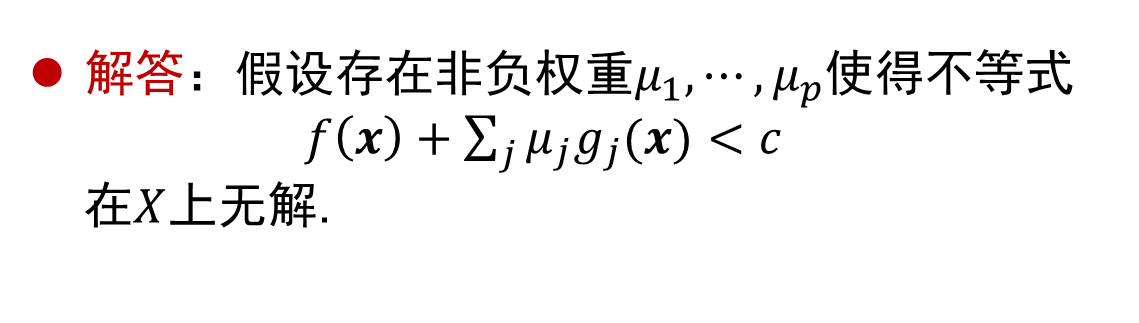 ● 解答：假设存在非负权重μ₁,⋯,μₚ使得不等式
f(x) + ∑ⱼ μⱼgⱼ(x) < c
在X上无解.